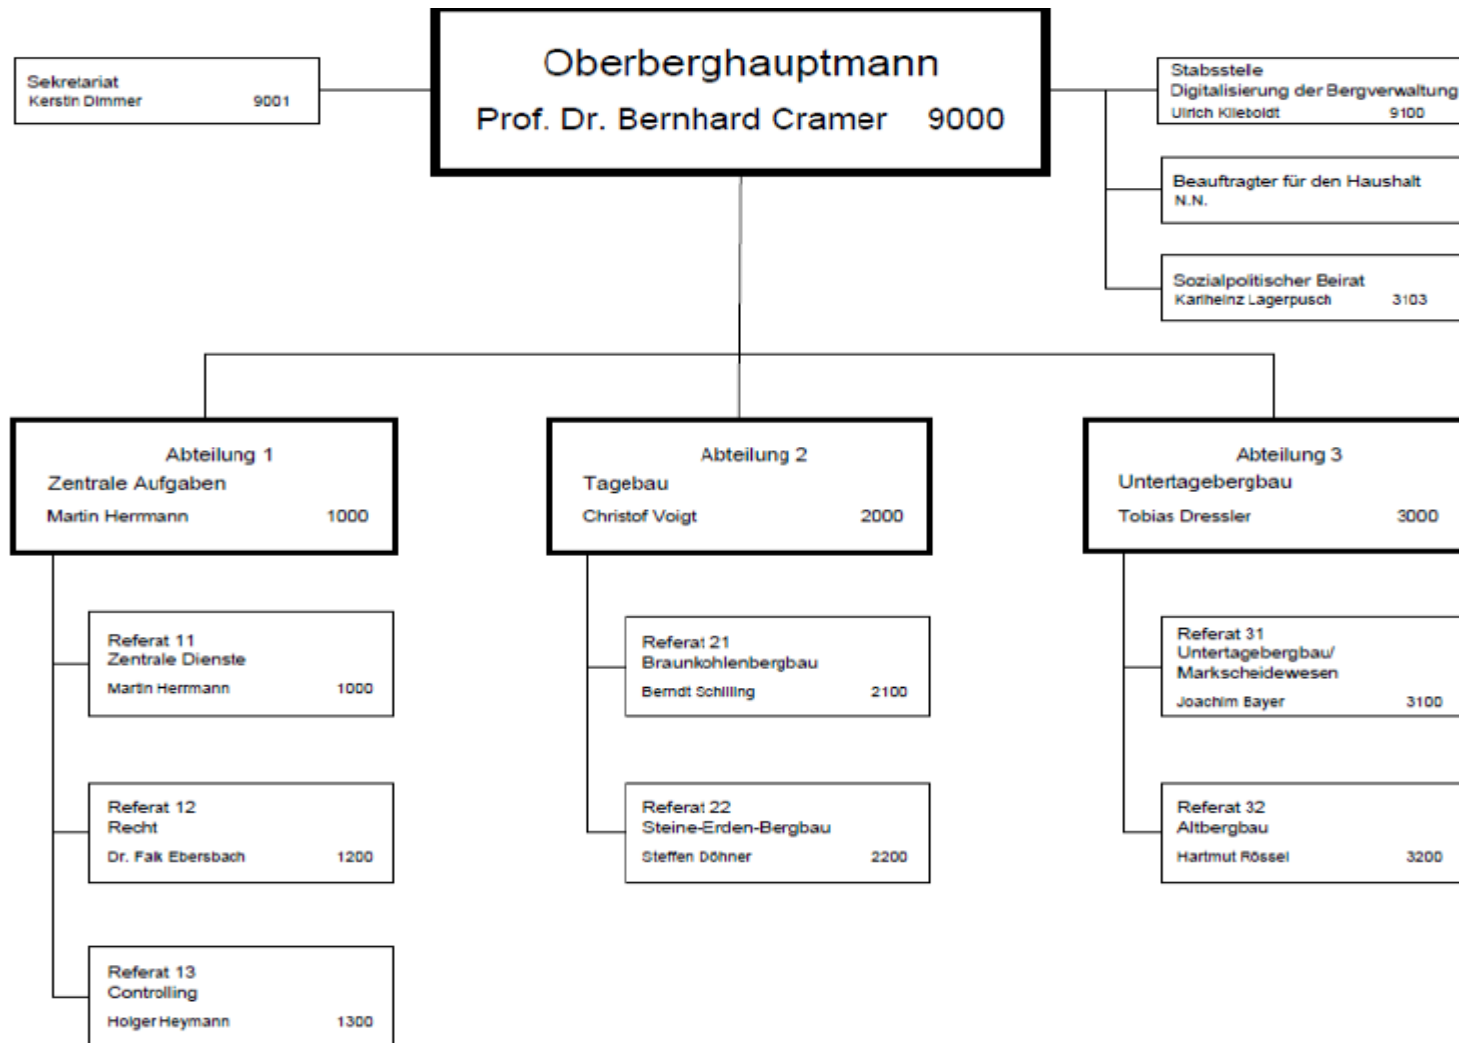 Oberberghauptmann
Prof. Dr. Bernhard Cramer 9000
Sekretariat
Kerstin Dimmer 9001
Stabsstelle
Digitalisierung der Bergverwaltung
Ulrich Klieboldt 9100
Beauftragter für den Haushalt
N.N.
Sozialpolitischer Beirat
Karlheinz Lagerpusch 3103
Abteilung 1
Zentrale Aufgaben
Martin Herrmann 1000
Referat 11
Zentrale Dienste
Martin Herrmann 1000
Referat 12
Recht
Dr. Falk Ebersbach 1200
Referat 13
Controlling
Holger Heymann 1300
Abteilung 2
Tagebau
Christof Voigt 2000
Referat 21
Braunkohlenbergbau
Berndt Schilling 2100
Referat 22
Steine-Erden-Bergbau
Steffen Döhner 2200
Abteilung 3
Untertagebergbau
Tobias Dressler 3000
Referat 31
Untertagebergbau/
Markscheidewesen
Joachim Bayer 3100
Referat 32
Altbergbau
Hartmut Rössel 3200